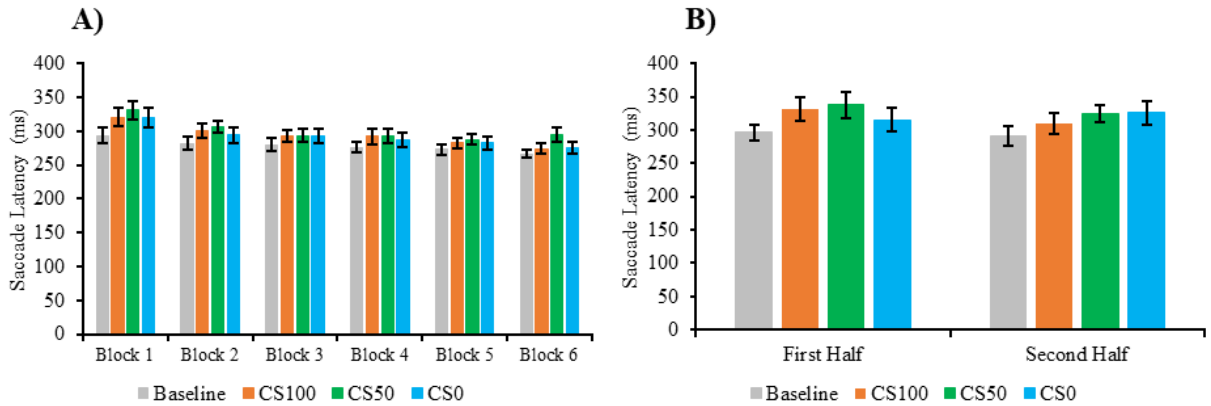 A)
Saccade Latency (ms)
400
350
300
250
200
150
100
50
0
Block 1 Block 2 Block 3 Block 4 Block 5 Block 6
Baseline CS100 CS50 CS0
B)
Saccade Latency (ms)
400
350
300
250
200
150
100
50
0
First Half Second Half
Baseline CS100 CS50 CS0